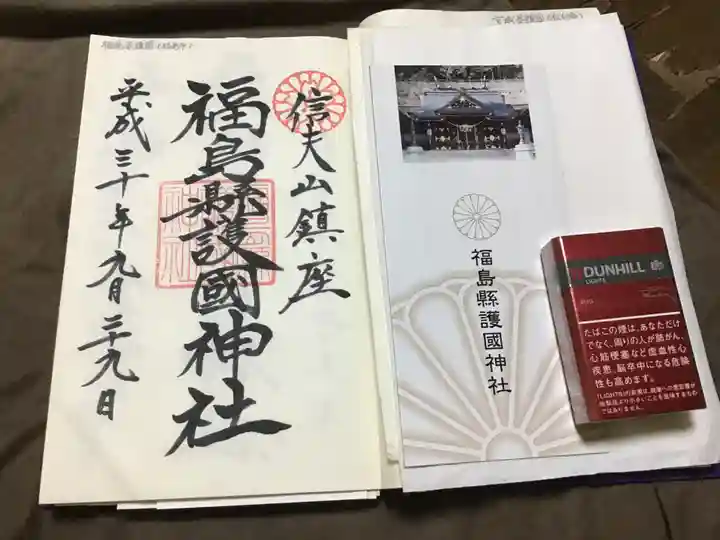 信夫山鎮座
福島縣護國神社
平成三十年九月二十九日
福島縣護國神社
DUNHILL
LIGHTS
たばこの煙は、あなただけ
でなく、周りの人が肺がん、
心筋梗塞など虚血性心
疾患、脳卒中になる危険
性も高めます。